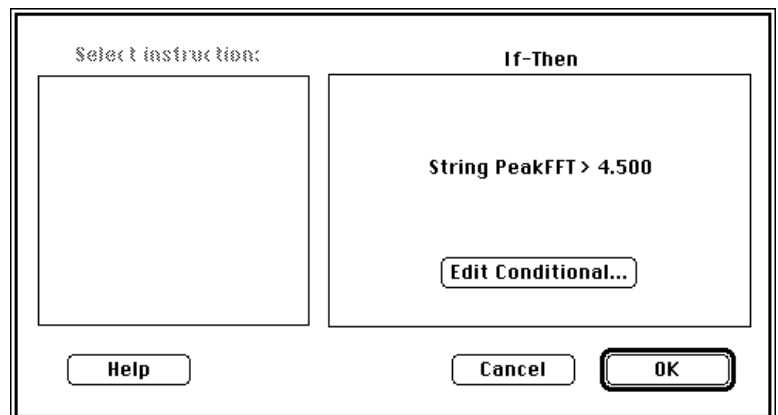 Select instruction:
If-Then
String PeakFFT > 4.500
Edit Conditional...
Help
Cancel
OK